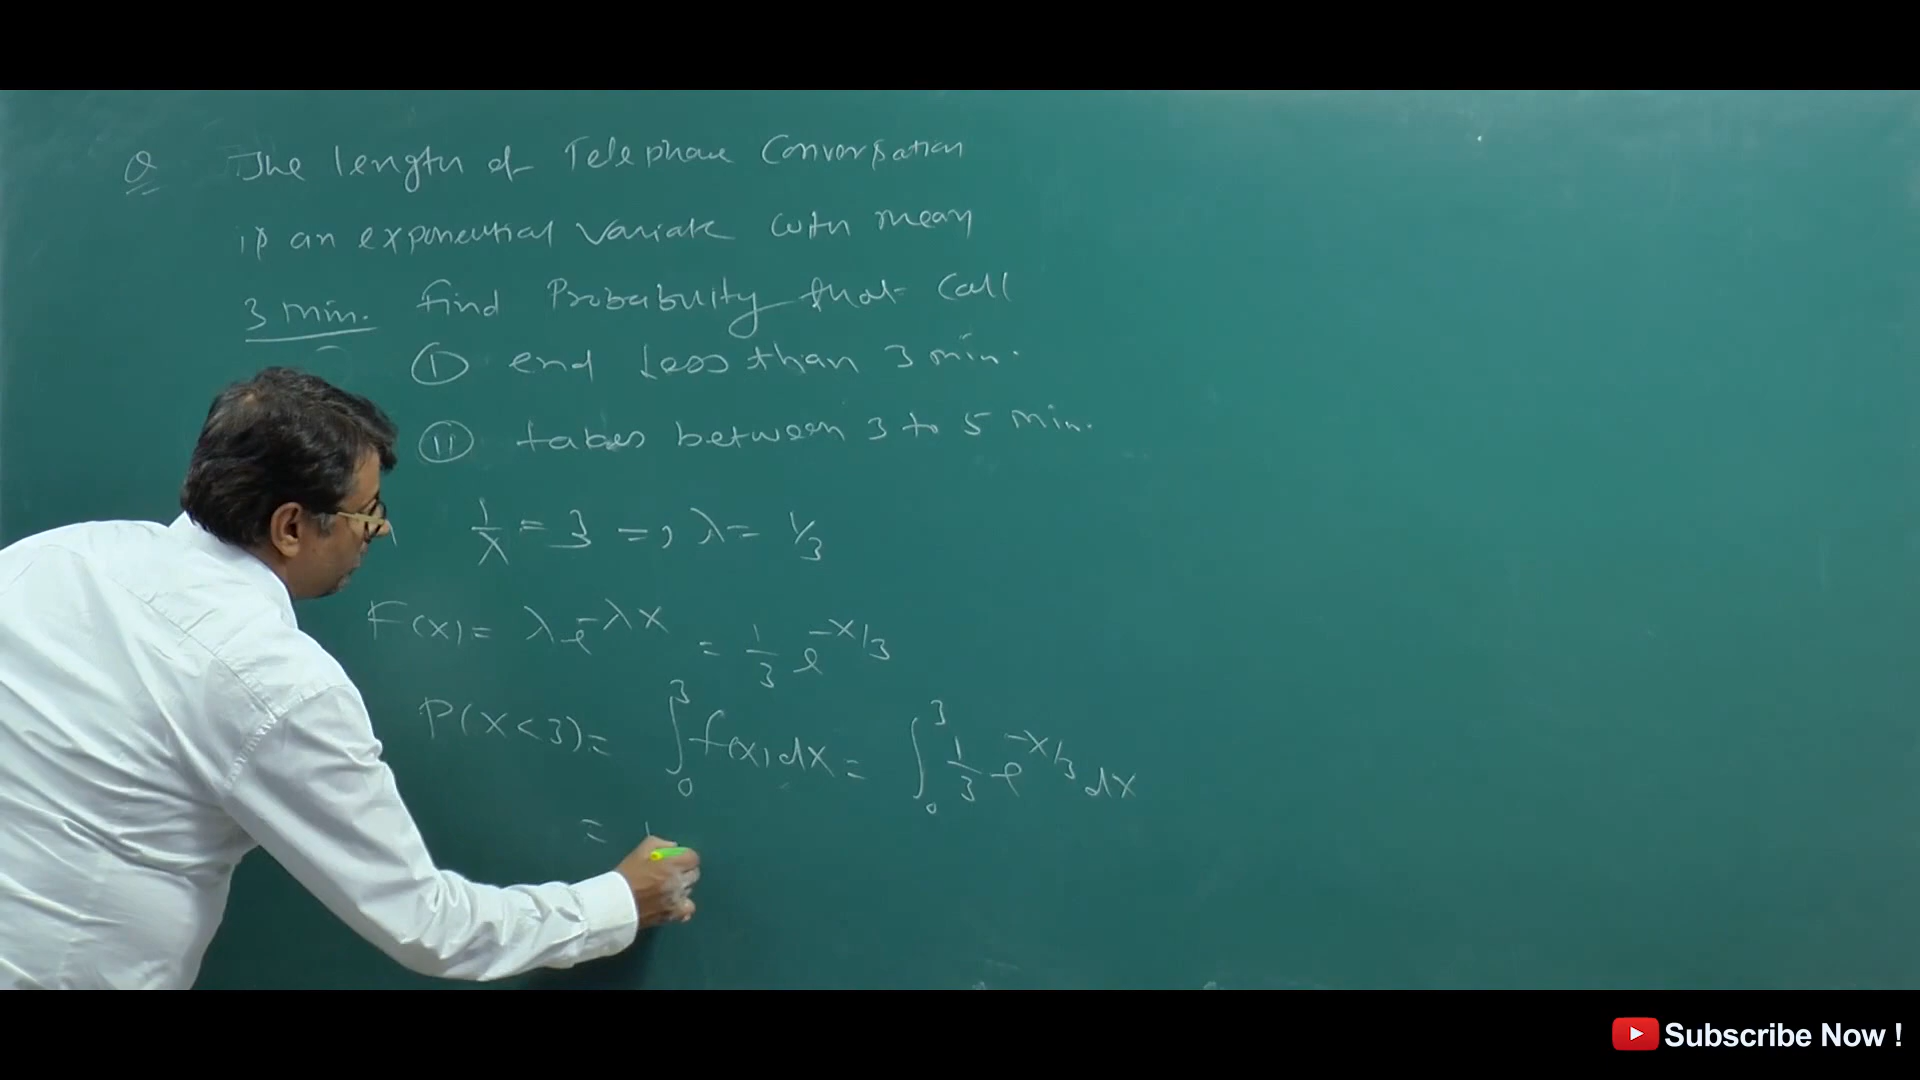 Q The length of Telephone Conversation
is an exponential variate with mean
3 min. Find Probability that call
(I) end less than 3 min.
(II) takes between 3 to 5 min.
1/λ = 3 => λ = 1/3
F(x) = λ e^-λx = 1/3 e^-x/3
P(x<3) = ∫₀³ f(x) dx = ∫₀³ 1/3 e^-x/3 dx
=
Subscribe Now !